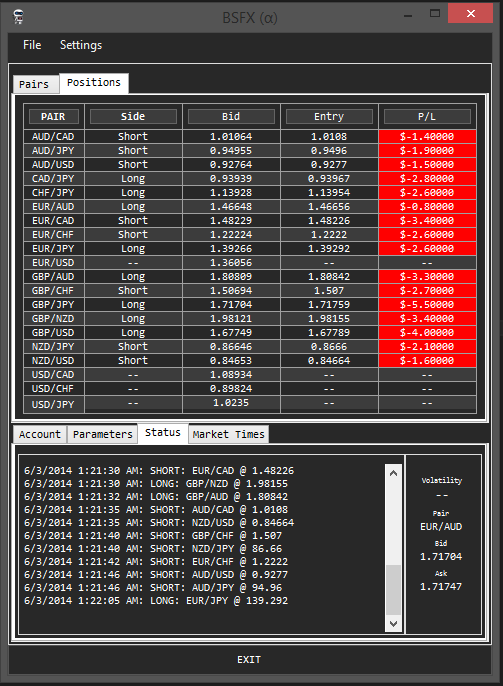 BSFX (α)
File Settings
Pairs Positions
PAIR Side Bid Entry P/L
AUD/CAD Short 1.01064 1.0108 $-1.40000
AUD/JPY Short 0.94955 0.9496 $-1.90000
AUD/USD Short 0.92764 0.9277 $-1.50000
CAD/JPY Long 0.93939 0.93967 $-2.80000
CHF/JPY Long 1.13928 1.13954 $-2.60000
EUR/AUD Long 1.46648 1.46656 $-0.80000
EUR/CAD Short 1.48229 1.48226 $-3.40000
EUR/CHF Short 1.22224 1.2222 $-2.60000
EUR/JPY Long 1.39266 1.39292 $-2.60000
EUR/USD -- 1.36056 -- --
GBP/AUD Long 1.80809 1.80842 $-3.30000
GBP/CHF Short 1.50694 1.507 $-2.70000
GBP/JPY Long 1.71704 1.71759 $-5.50000
GBP/NZD Long 1.98121 1.98155 $-3.40000
GBP/USD Long 1.67749 1.67789 $-4.00000
NZD/JPY Short 0.86646 0.8666 $-2.10000
NZD/USD Short 0.84653 0.84664 $-1.60000
USD/CAD -- 1.08934 -- --
USD/CHF -- 0.89824 -- --
USD/JPY -- 1.0235 -- --
Account Parameters Status Market Times
6/3/2014 1:21:30 AM: SHORT: EUR/CAD @ 1.48226
6/3/2014 1:21:30 AM: LONG: GBP/NZD @ 1.98155
6/3/2014 1:21:32 AM: LONG: GBP/AUD @ 1.80842
6/3/2014 1:21:35 AM: SHORT: AUD/CAD @ 1.0108
6/3/2014 1:21:35 AM: SHORT: NZD/USD @ 0.84664
6/3/2014 1:21:40 AM: SHORT: GBP/CHF @ 1.507
6/3/2014 1:21:40 AM: SHORT: NZD/JPY @ 86.66
6/3/2014 1:21:42 AM: SHORT: EUR/CHF @ 1.2222
6/3/2014 1:21:46 AM: SHORT: AUD/USD @ 0.9277
6/3/2014 1:21:46 AM: SHORT: AUD/JPY @ 94.96
6/3/2014 1:22:05 AM: LONG: EUR/JPY @ 139.292
Volatility
--
Pair
EUR/AUD
Bid
1.71704
Ask
1.71747
EXIT